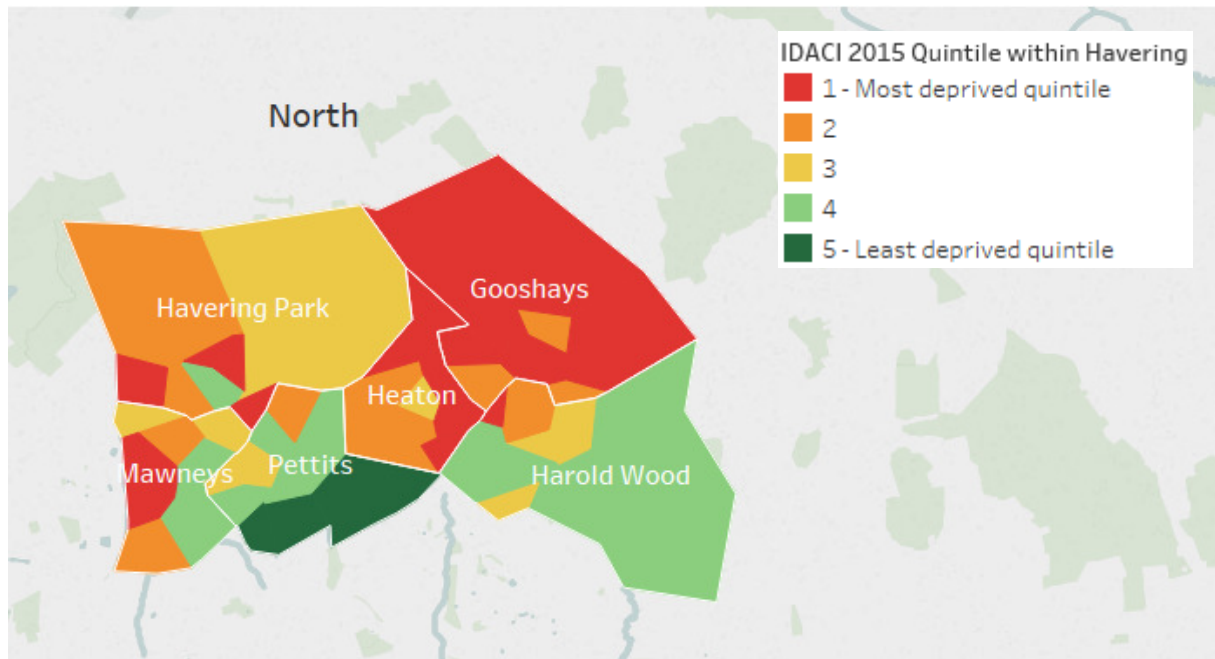 IDACI 2015 Quintile within Havering
1 - Most deprived quintile
2
3
4
5 - Least deprived quintile
North
Gooshays
Havering Park
Heaton
Mawneys
Pettits
Harold Wood